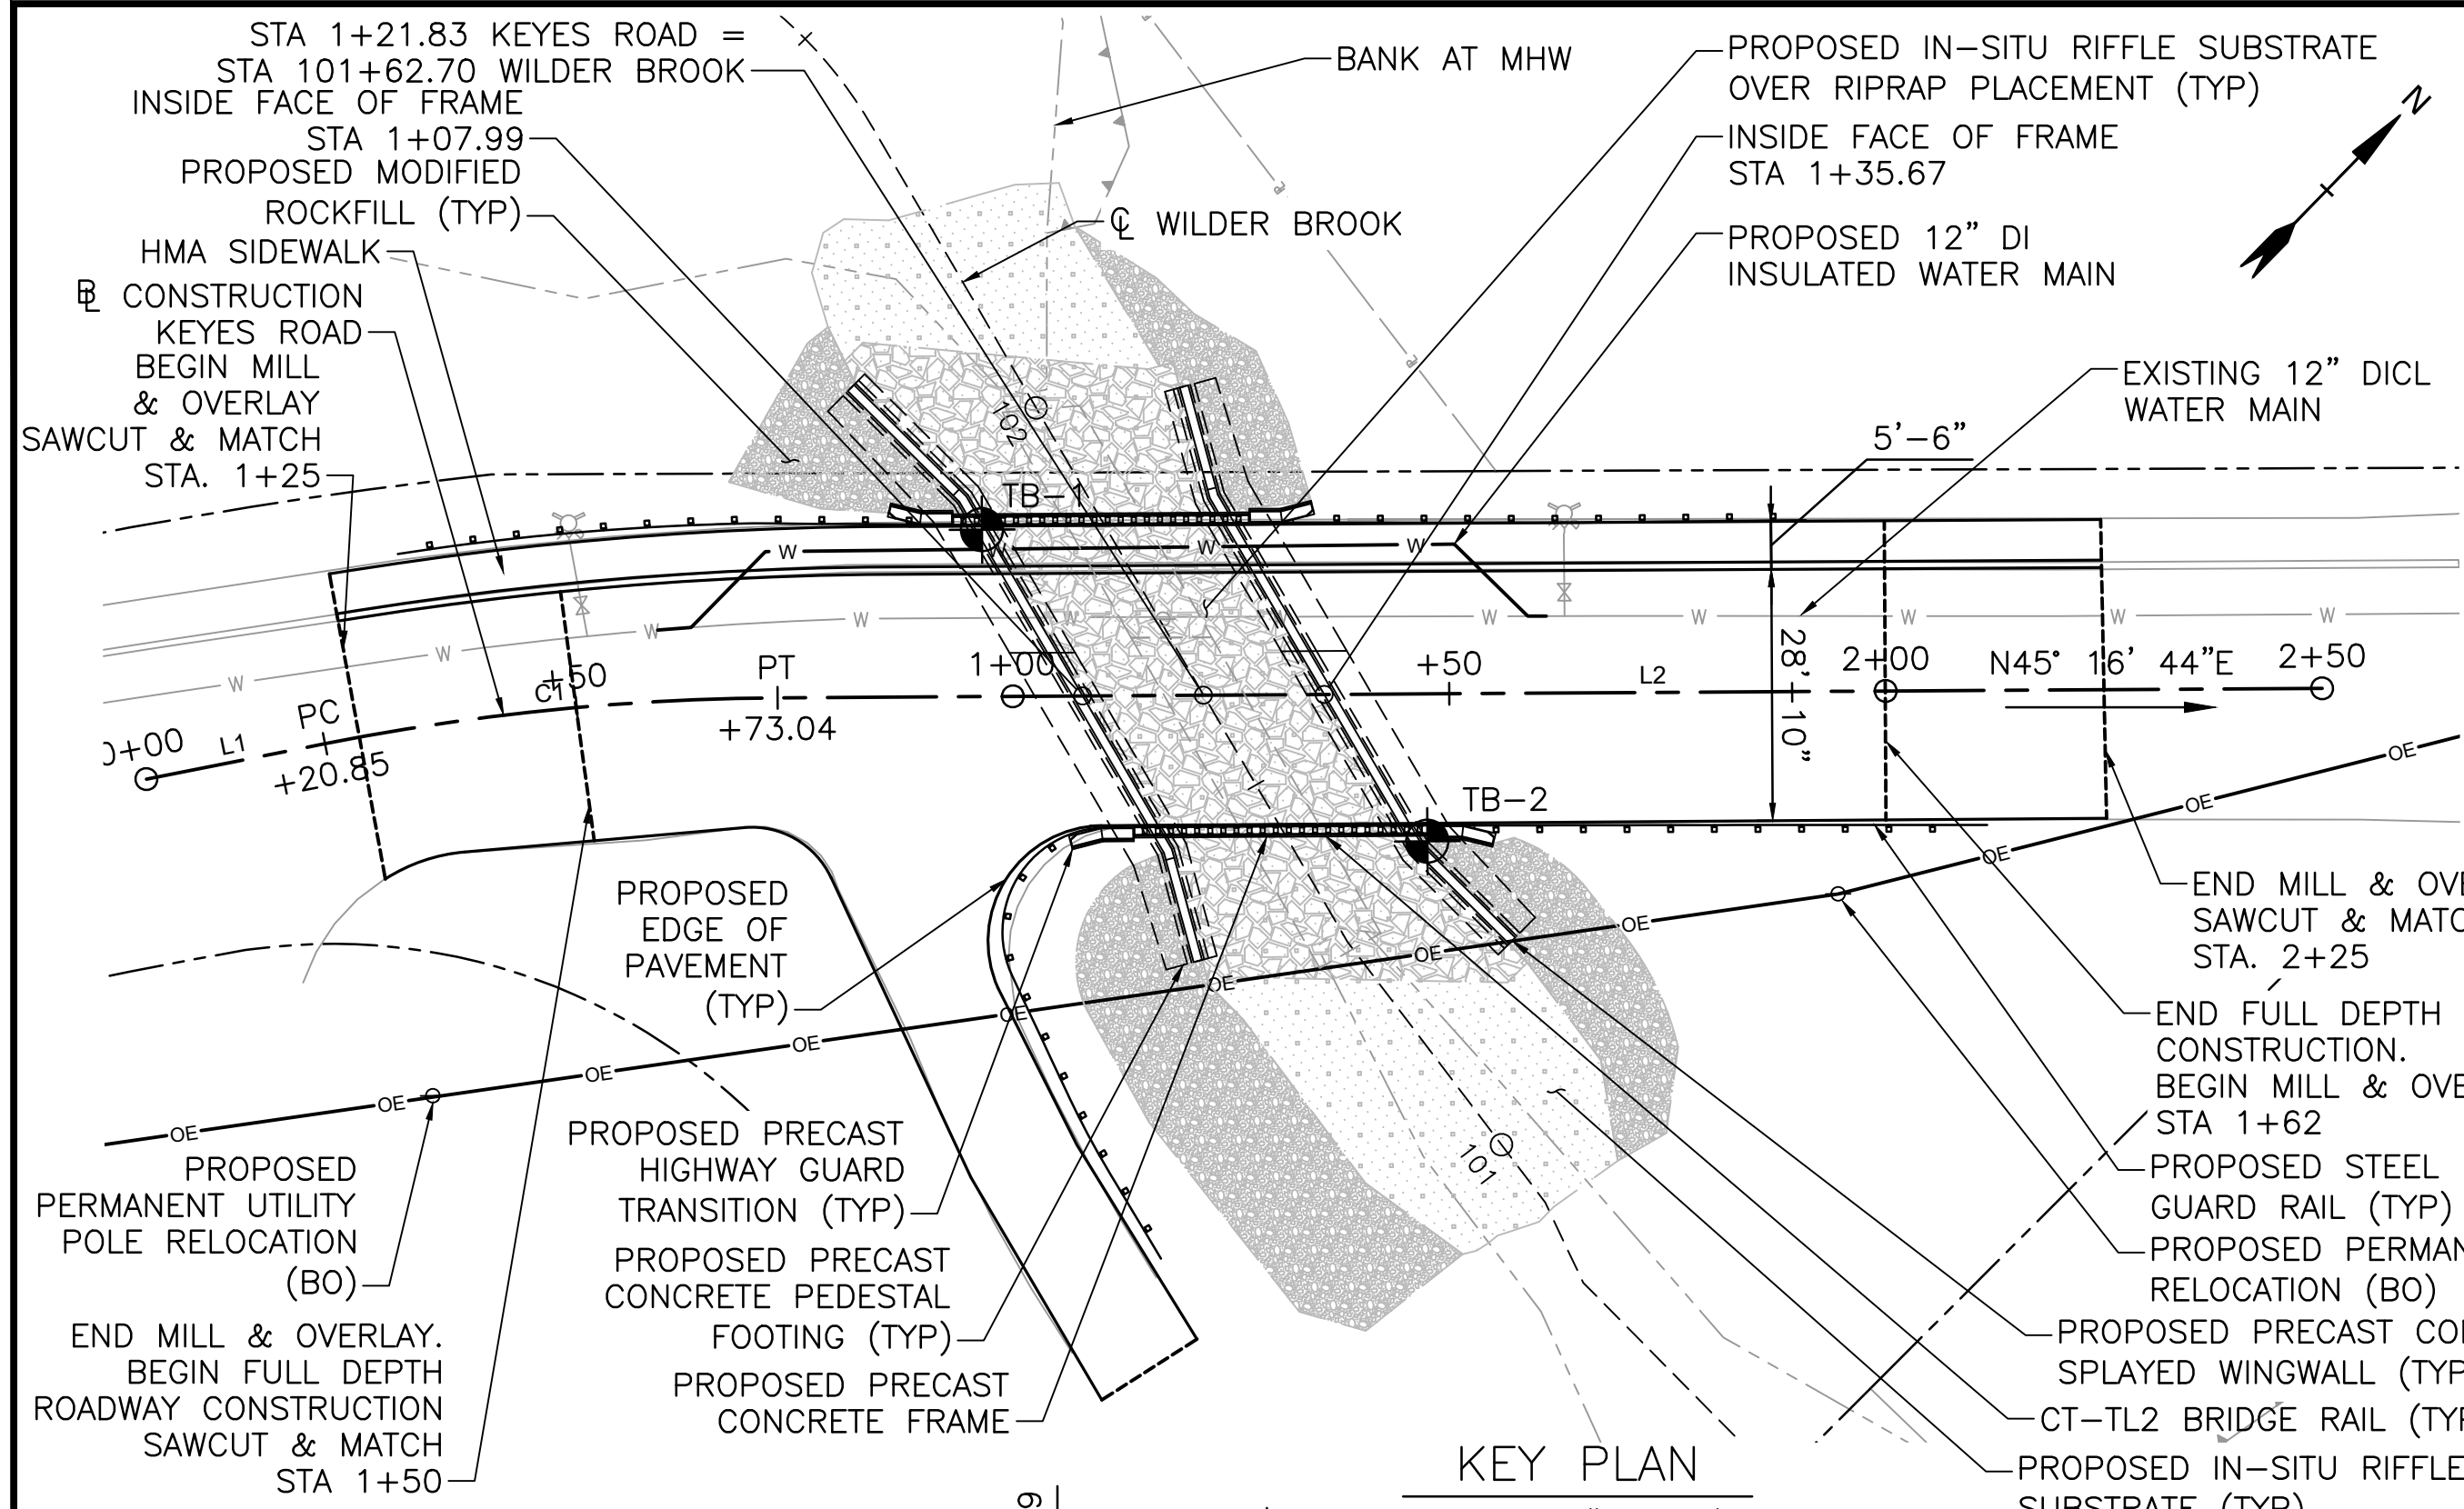 STA 1+21.83 KEYES ROAD =
STA 101+62.70 WILDER BROOK
INSIDE FACE OF FRAME
STA 1+07.99
PROPOSED MODIFIED
ROCKFILL (TYP)
HMA SIDEWALK
℄ WILDER BROOK
BANK AT MHW
PROPOSED IN-SITU RIFFLE SUBSTRATE
OVER RIPRAP PLACEMENT (TYP)
INSIDE FACE OF FRAME
STA 1+35.67
PROPOSED 12" DI
INSULATED WATER MAIN
N
EXISTING 12" DICL
WATER MAIN
5'-6"
BL CONSTRUCTION
KEYES ROAD
BEGIN MILL
& OVERLAY
SAWCUT & MATCH
STA. 1+25
102
TB-1
W W W W
W W W W W W W W W W
0+00 L1 PC +20.85 C1 +50 PT +73.04 1+00 +50 L2 2+00 N45° 16' 44"E 2+50
28'-10"
TB-2
OE OE OE OE OE OE OE OE OE OE OE
101
PROPOSED
EDGE OF
PAVEMENT
(TYP)
PROPOSED
PERMANENT UTILITY
POLE RELOCATION
(BO)
PROPOSED PRECAST
HIGHWAY GUARD
TRANSITION (TYP)
PROPOSED PRECAST
CONCRETE PEDESTAL
FOOTING (TYP)
PROPOSED PRECAST
CONCRETE FRAME
END MILL & OVERLAY.
BEGIN FULL DEPTH
ROADWAY CONSTRUCTION
SAWCUT & MATCH
STA 1+50
END MILL & OVE
SAWCUT & MATC
STA. 2+25
END FULL DEPTH
CONSTRUCTION.
BEGIN MILL & OVE
STA 1+62
PROPOSED STEEL
GUARD RAIL (TYP)
PROPOSED PERMAN
RELOCATION (BO)
PROPOSED PRECAST CO
SPLAYED WINGWALL (TYP
CT-TL2 BRIDGE RAIL (TYP
PROPOSED IN-SITU RIFFLE
SUBSTRATE (TYP)
KEY PLAN